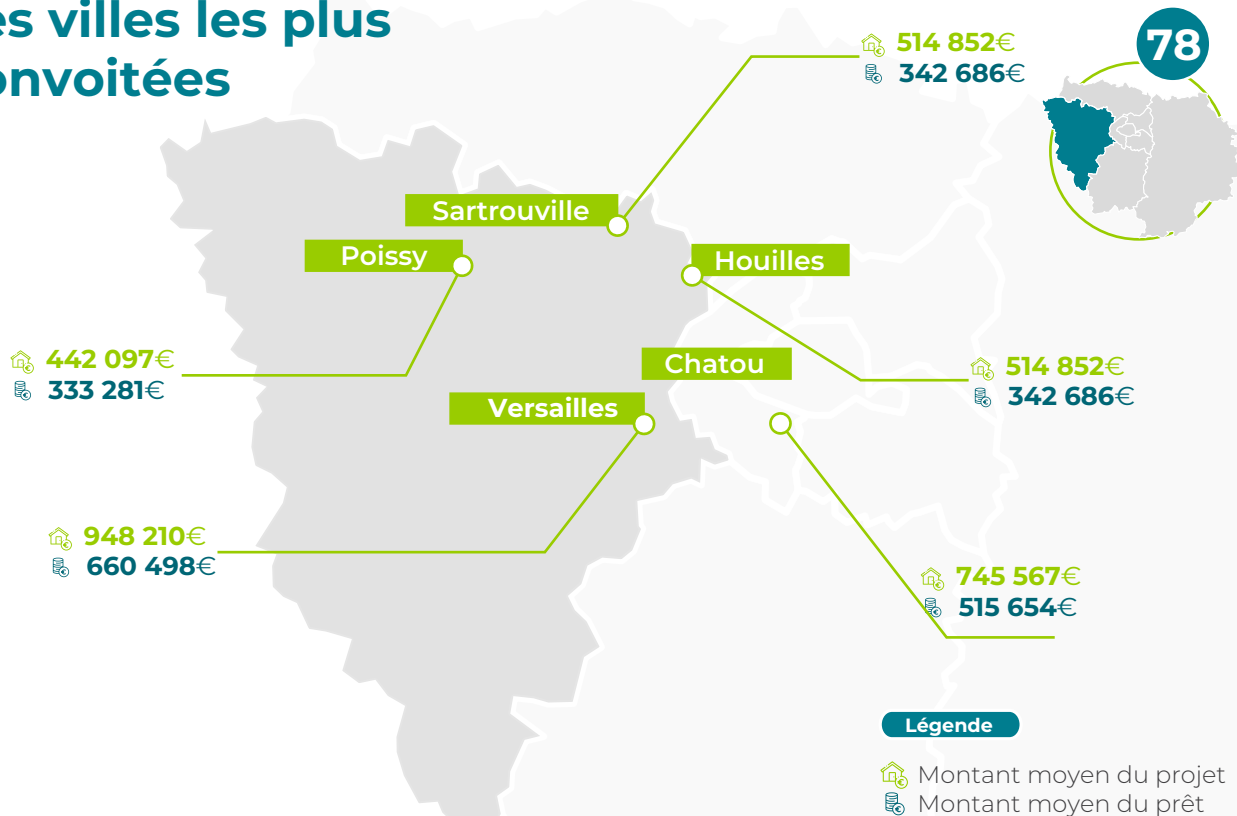 es villes les plus
onvoitées
78
514 852€
342 686€
Sartrouville
Poissy
Houilles
442 097€
333 281€
Chatou
514 852€
342 686€
Versailles
948 210€
660 498€
745 567€
515 654€
Légende
Montant moyen du projet
Montant moyen du prêt